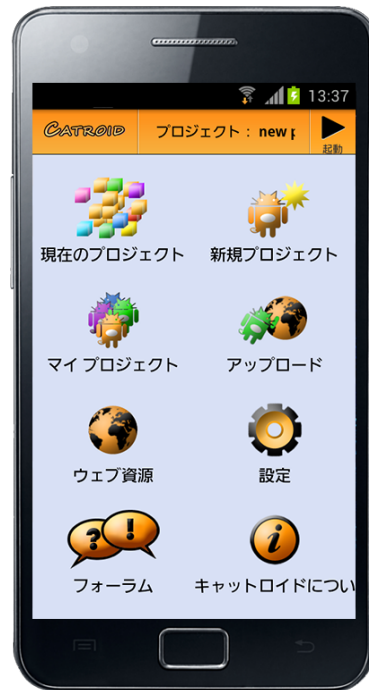 13:37
CATROID
プロジェクト： new p
起動
現在のプロジェクト
新規プロジェクト
マイ プロジェクト
アップロード
ウェブ資源
設定
フォーラム
キャットロイドについ